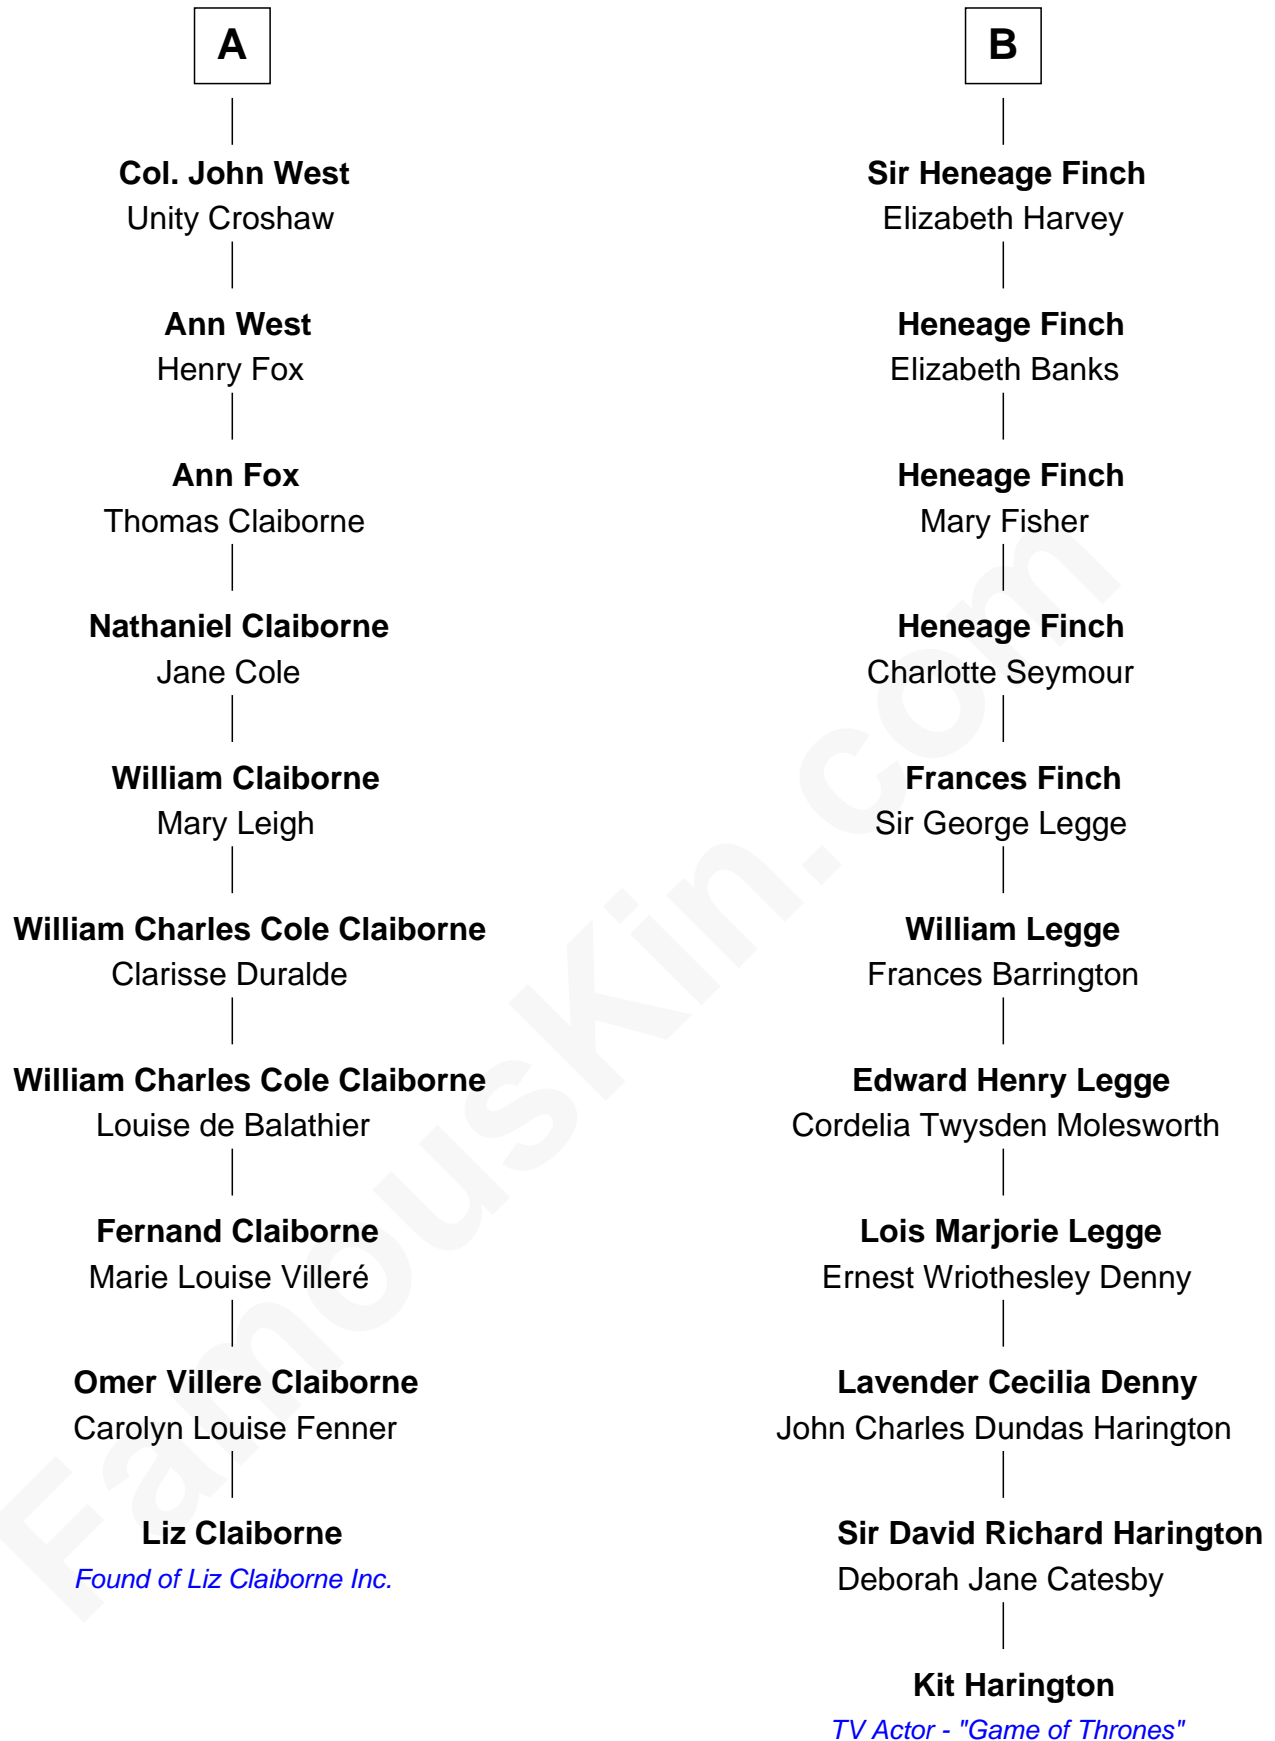 A
Col. John West
Unity Croshaw
Ann West
Henry Fox
Ann Fox
Thomas Claiborne
Nathaniel Claiborne
Jane Cole
William Claiborne
Mary Leigh
William Charles Cole Claiborne
Clarisse Duralde
William Charles Cole Claiborne
Louise de Balathier
Fernand Claiborne
Marie Louise Villeré
Omer Villere Claiborne
Carolyn Louise Fenner
Liz Claiborne
Found of Liz Claiborne Inc.
B
Sir Heneage Finch
Elizabeth Harvey
Heneage Finch
Elizabeth Banks
Heneage Finch
Mary Fisher
Heneage Finch
Charlotte Seymour
Frances Finch
Sir George Legge
William Legge
Frances Barrington
Edward Henry Legge
Cordelia Twysden Molesworth
Lois Marjorie Legge
Ernest Wriothesley Denny
Lavender Cecilia Denny
John Charles Dundas Harington
Sir David Richard Harington
Deborah Jane Catesby
Kit Harington
TV Actor - "Game of Thrones"
FamousKin.com